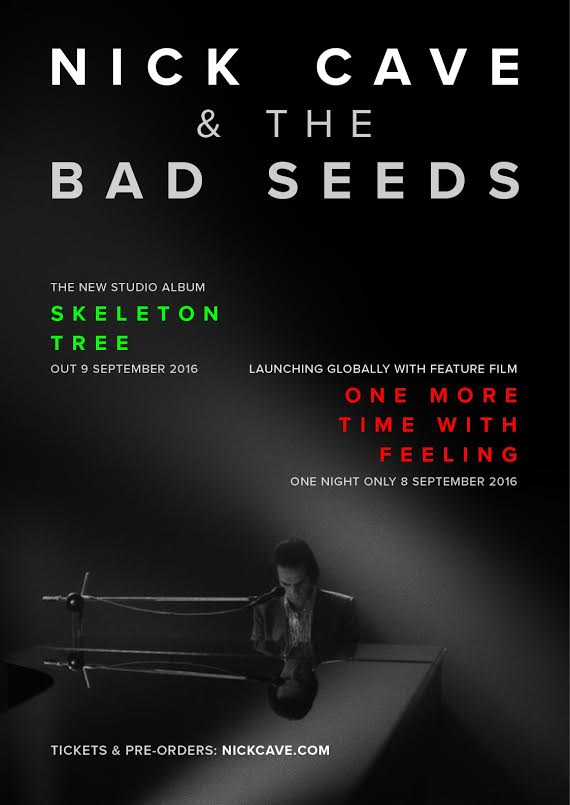 NICK CAVE
& THE
BAD SEEDS
THE NEW STUDIO ALBUM
SKELETON
TREE
OUT 9 SEPTEMBER 2016
LAUNCHING GLOBALLY WITH FEATURE FILM
ONE MORE
TIME WITH
FEELING
ONE NIGHT ONLY 8 SEPTEMBER 2016
TICKETS & PRE-ORDERS: NICKCAVE.COM